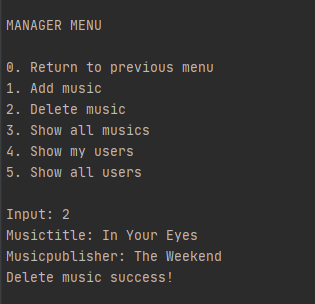 MANAGER MENU
0. Return to previous menu
1. Add music
2. Delete music
3. Show all musics
4. Show my users
5. Show all users
Input: 2
Musictitle: In Your Eyes
Musicpublisher: The Weekend
Delete music success!